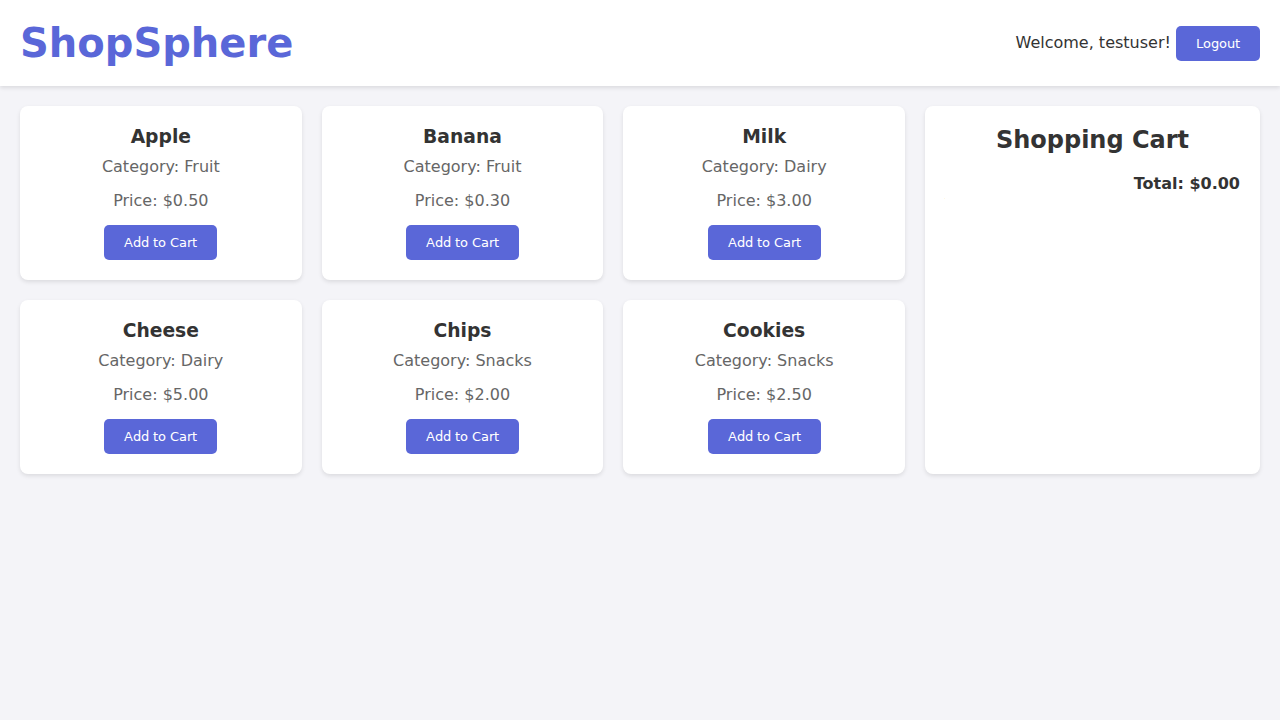 ShopSphere
Welcome, testuser! Logout
Apple
Category: Fruit
Price: $0.50
Add to Cart
Banana
Category: Fruit
Price: $0.30
Add to Cart
Milk
Category: Dairy
Price: $3.00
Add to Cart
Cheese
Category: Dairy
Price: $5.00
Add to Cart
Chips
Category: Snacks
Price: $2.00
Add to Cart
Cookies
Category: Snacks
Price: $2.50
Add to Cart
Shopping Cart
Total: $0.00